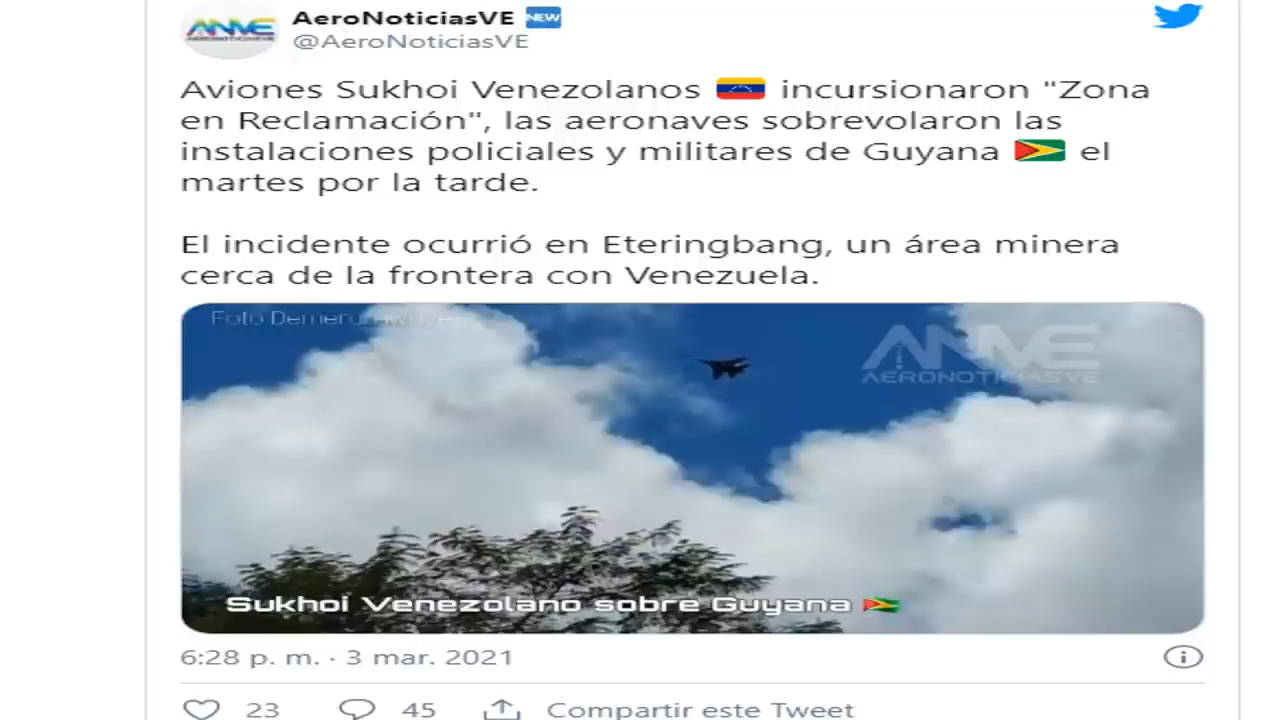 AeroNoticiasVE NEW
@AeroNoticiasVE
Aviones Sukhoi Venezolanos 🇻🇪 incursionaron "Zona
en Reclamación", las aeronaves sobrevolaron las
instalaciones policiales y militares de Guyana 🇬🇾 el
martes por la tarde.
El incidente ocurrió en Eteringbang, un área minera
cerca de la frontera con Venezuela.
Foto
ANVE
AERONOTICIASVE
Sukhoi Venezolano sobre Guyana 🇬🇾
6:28 p. m. · 3 mar. 2021
23 45 Compartir este Tweet